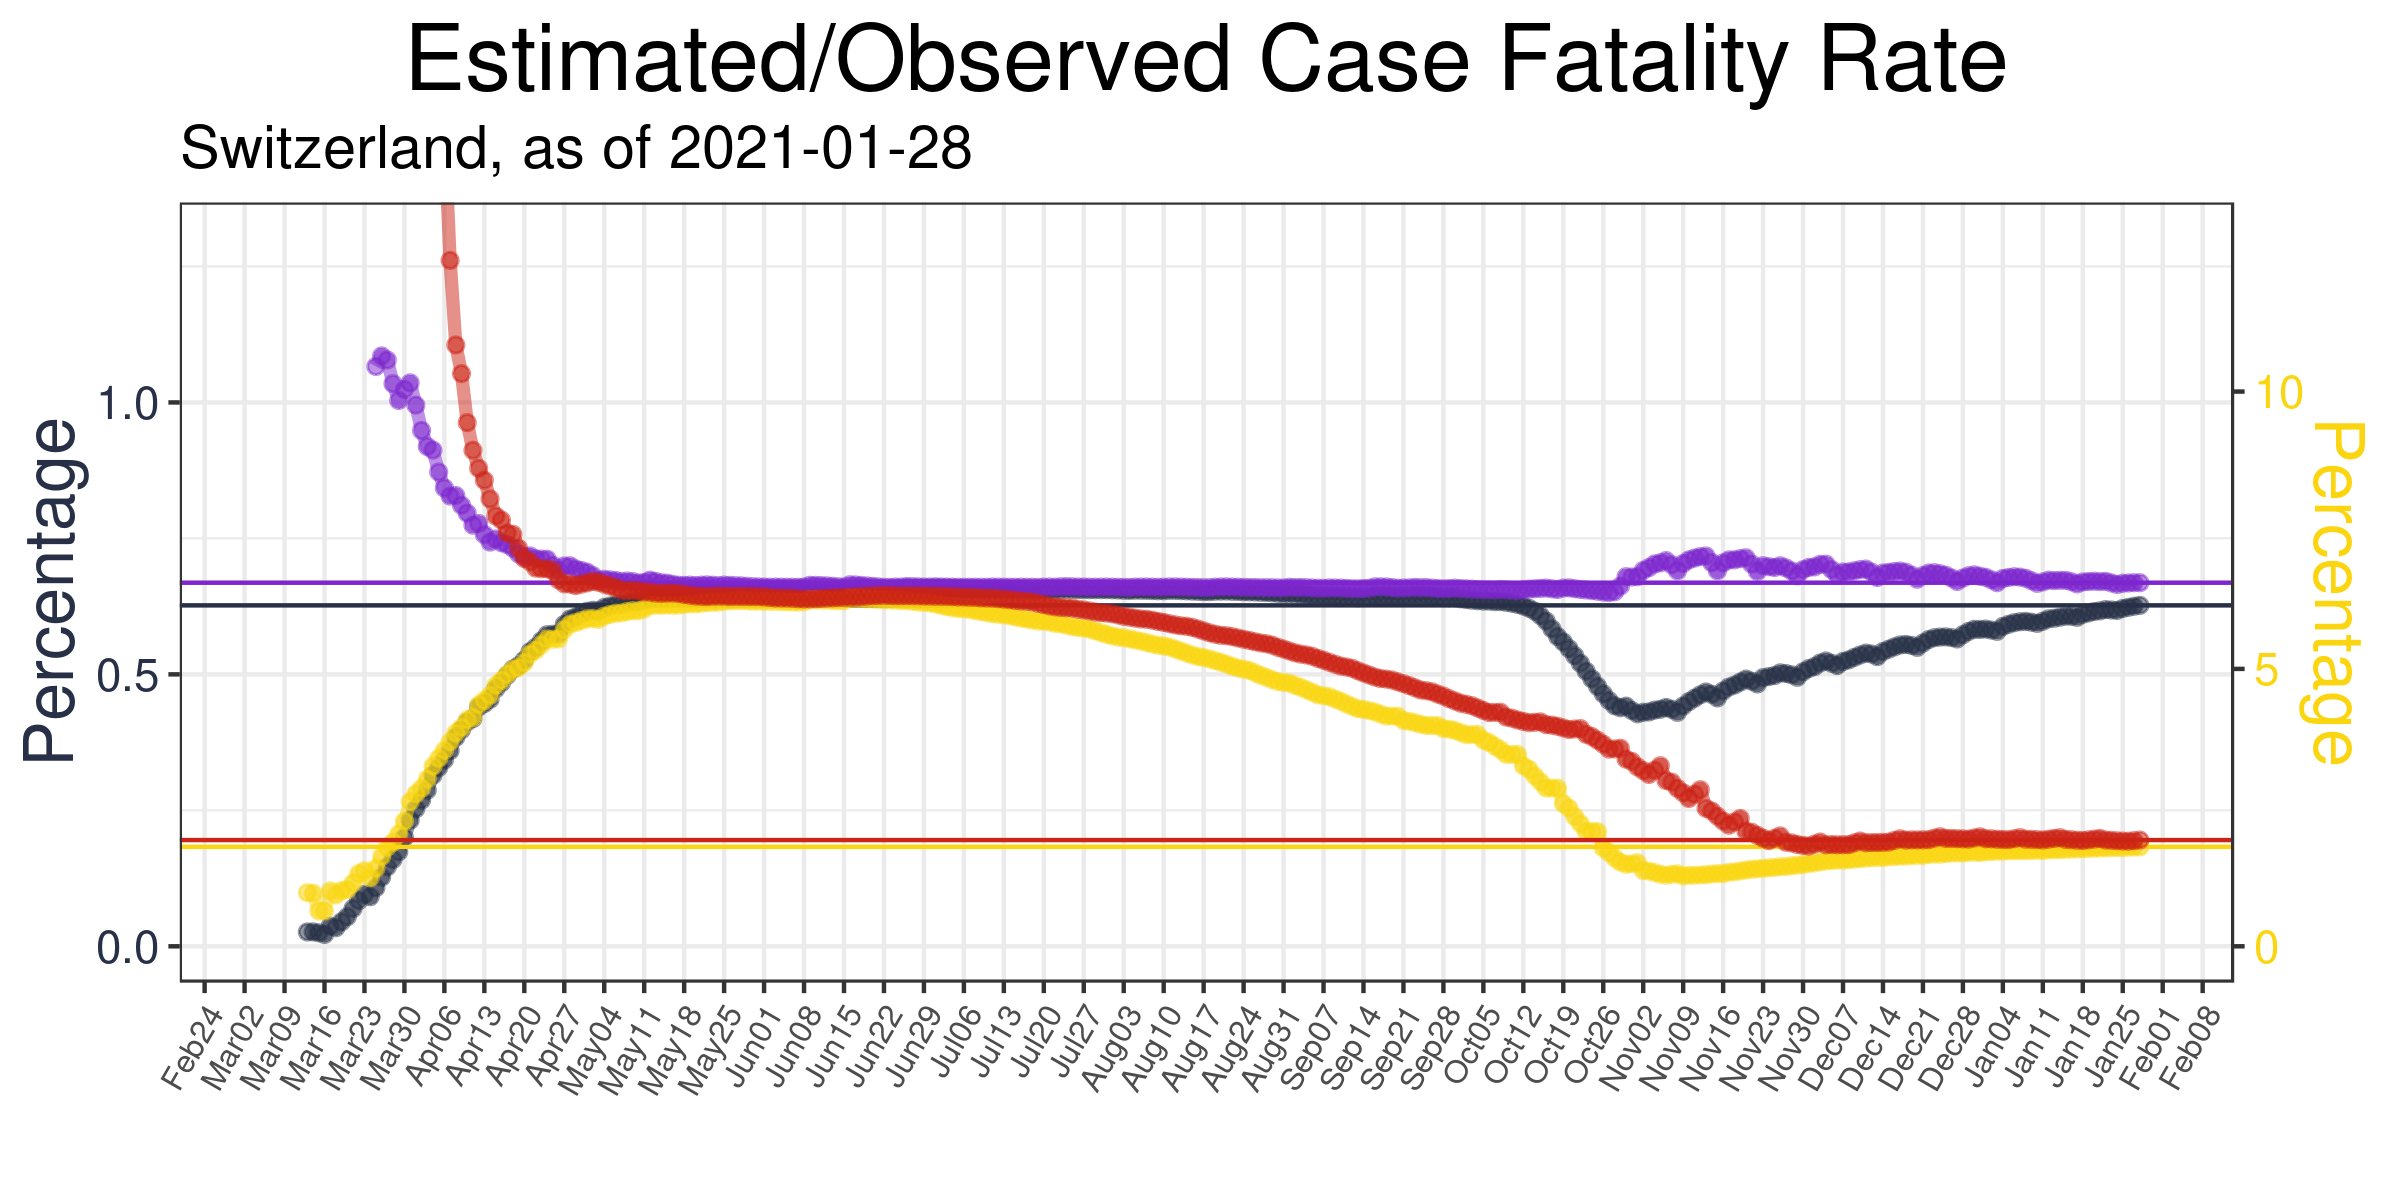 Estimated/Observed Case Fatality Rate
Switzerland, as of 2021-01-28
Percentage
1.0
0.5
0.0
10
5
0
Percentage
Feb24
Mar02
Mar09
Mar16
Mar23
Mar30
Apr06
Apr13
Apr20
Apr27
May04
May11
May18
May25
Jun01
Jun08
Jun15
Jun22
Jun29
Jul06
Jul13
Jul20
Jul27
Aug03
Aug10
Aug17
Aug24
Aug31
Sep07
Sep14
Sep21
Sep28
Oct05
Oct12
Oct19
Oct26
Nov02
Nov09
Nov16
Nov23
Nov30
Dec07
Dec14
Dec21
Dec28
Jan04
Jan11
Jan18
Jan25
Feb01
Feb08